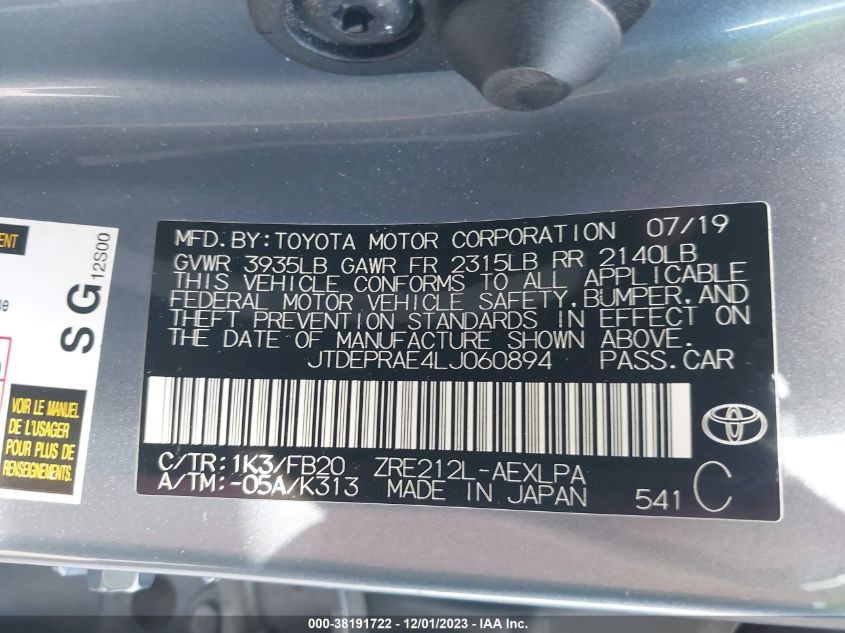 MFD. BY: TOYOTA MOTOR CORPORATION 07/19
GVWR 3935LB GAWR FR 2315LB RR 2140LB
THIS VEHICLE CONFORMS TO ALL APPLICABLE
FEDERAL MOTOR VEHICLE SAFETY, BUMPER, AND
THEFT PREVENTION STANDARDS IN EFFECT ON
THE DATE OF MANUFACTURE SHOWN ABOVE.
JTDEPRAE4LJ060894 PASS. CAR
C/TR: 1K3/FB20 ZRE212L-AEXLPA
A/TM: -05A/K313 MADE IN JAPAN 541 C
SG
12S00
VOIR LE MANUEL
DE L'USAGER
POUR PLUS DE
RENSEIGNEMENTS.
000-38191722 - 12/01/2023 - iaai.com